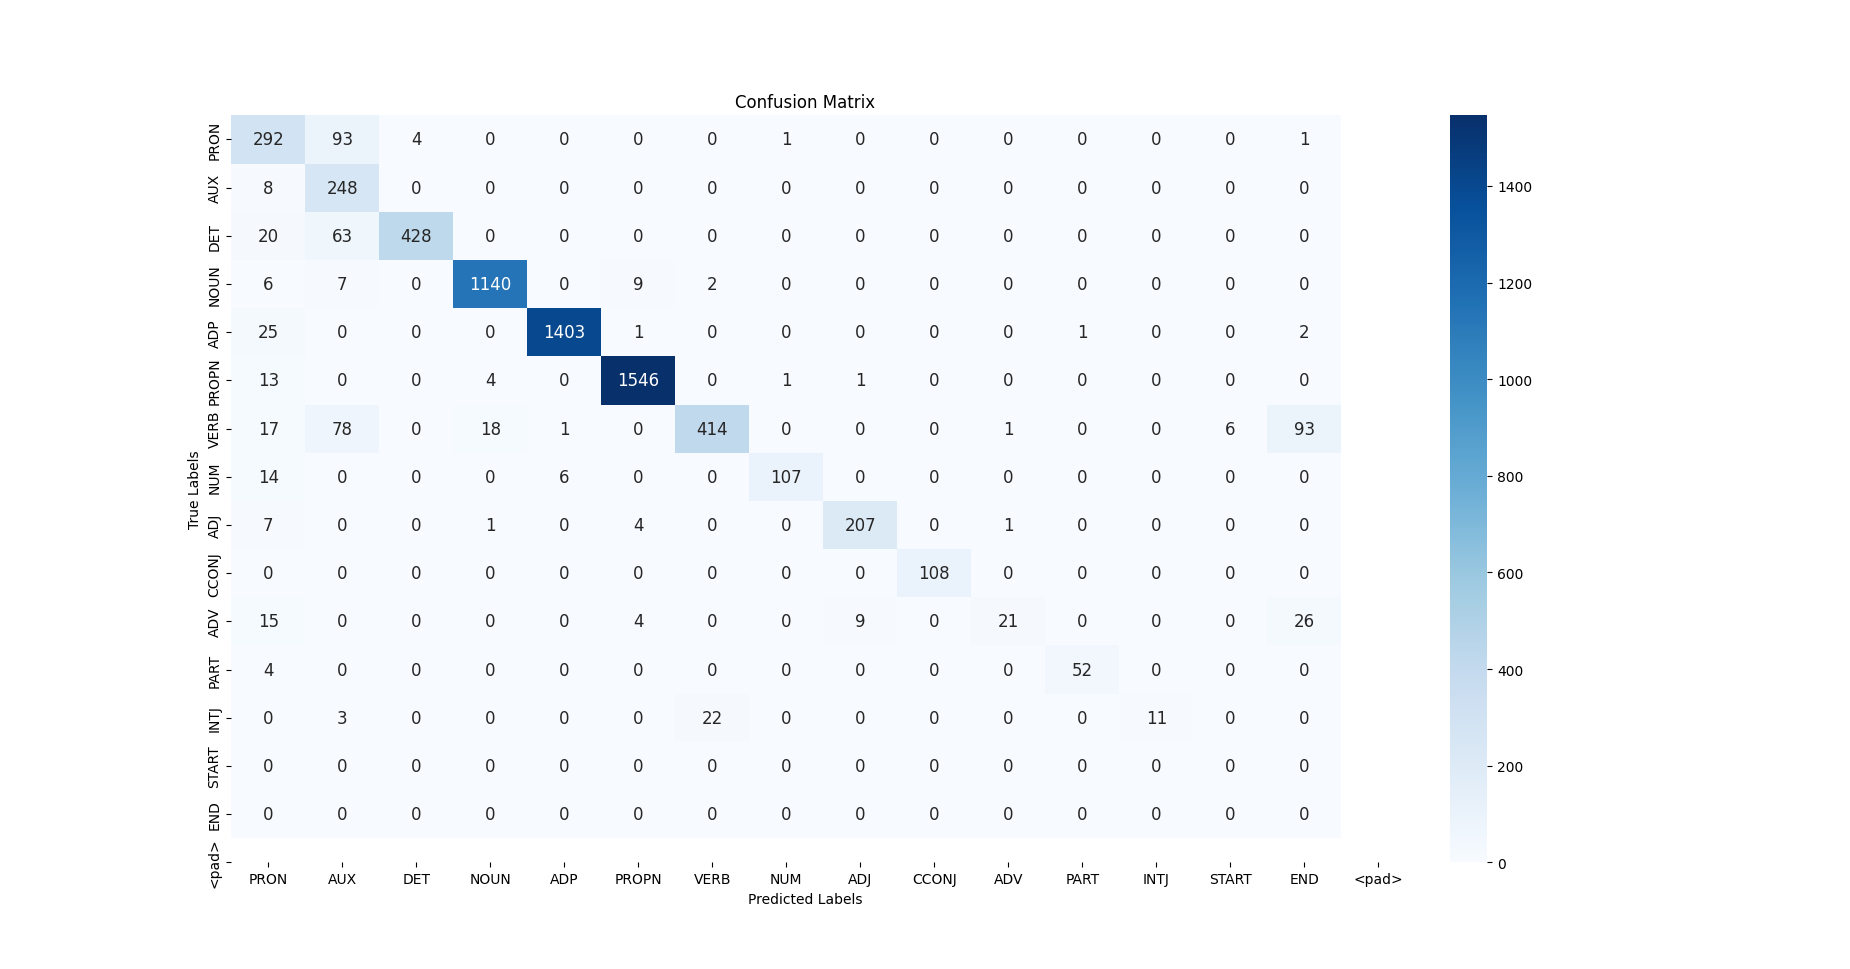 Confusion Matrix
PRON 292 93 4 0 0 0 0 1 0 0 0 0 0 0 1
AUX 8 248 0 0 0 0 0 0 0 0 0 0 0 0 0
DET 20 63 428 0 0 0 0 0 0 0 0 0 0 0 0
NOUN 6 7 0 1140 0 9 2 0 0 0 0 0 0 0 0
ADP 25 0 0 0 1403 1 0 0 0 0 0 1 0 0 2
PROPN 13 0 0 4 0 1546 0 1 1 0 0 0 0 0 0
VERB 17 78 0 18 1 0 414 0 0 0 1 0 0 6 93
NUM 14 0 0 0 6 0 0 107 0 0 0 0 0 0 0
ADJ 7 0 0 1 0 4 0 0 207 0 1 0 0 0 0
CCONJ 0 0 0 0 0 0 0 0 0 108 0 0 0 0 0
ADV 15 0 0 0 0 4 0 0 9 0 21 0 0 0 26
PART 4 0 0 0 0 0 0 0 0 0 0 52 0 0 0
INTJ 0 3 0 0 0 0 22 0 0 0 0 0 11 0 0
START 0 0 0 0 0 0 0 0 0 0 0 0 0 0 0
END 0 0 0 0 0 0 0 0 0 0 0 0 0 0 0
<pad>
True Labels
PRON AUX DET NOUN ADP PROPN VERB NUM ADJ CCONJ ADV PART INTJ START END <pad>
Predicted Labels
1400
1200
1000
800
600
400
200
0